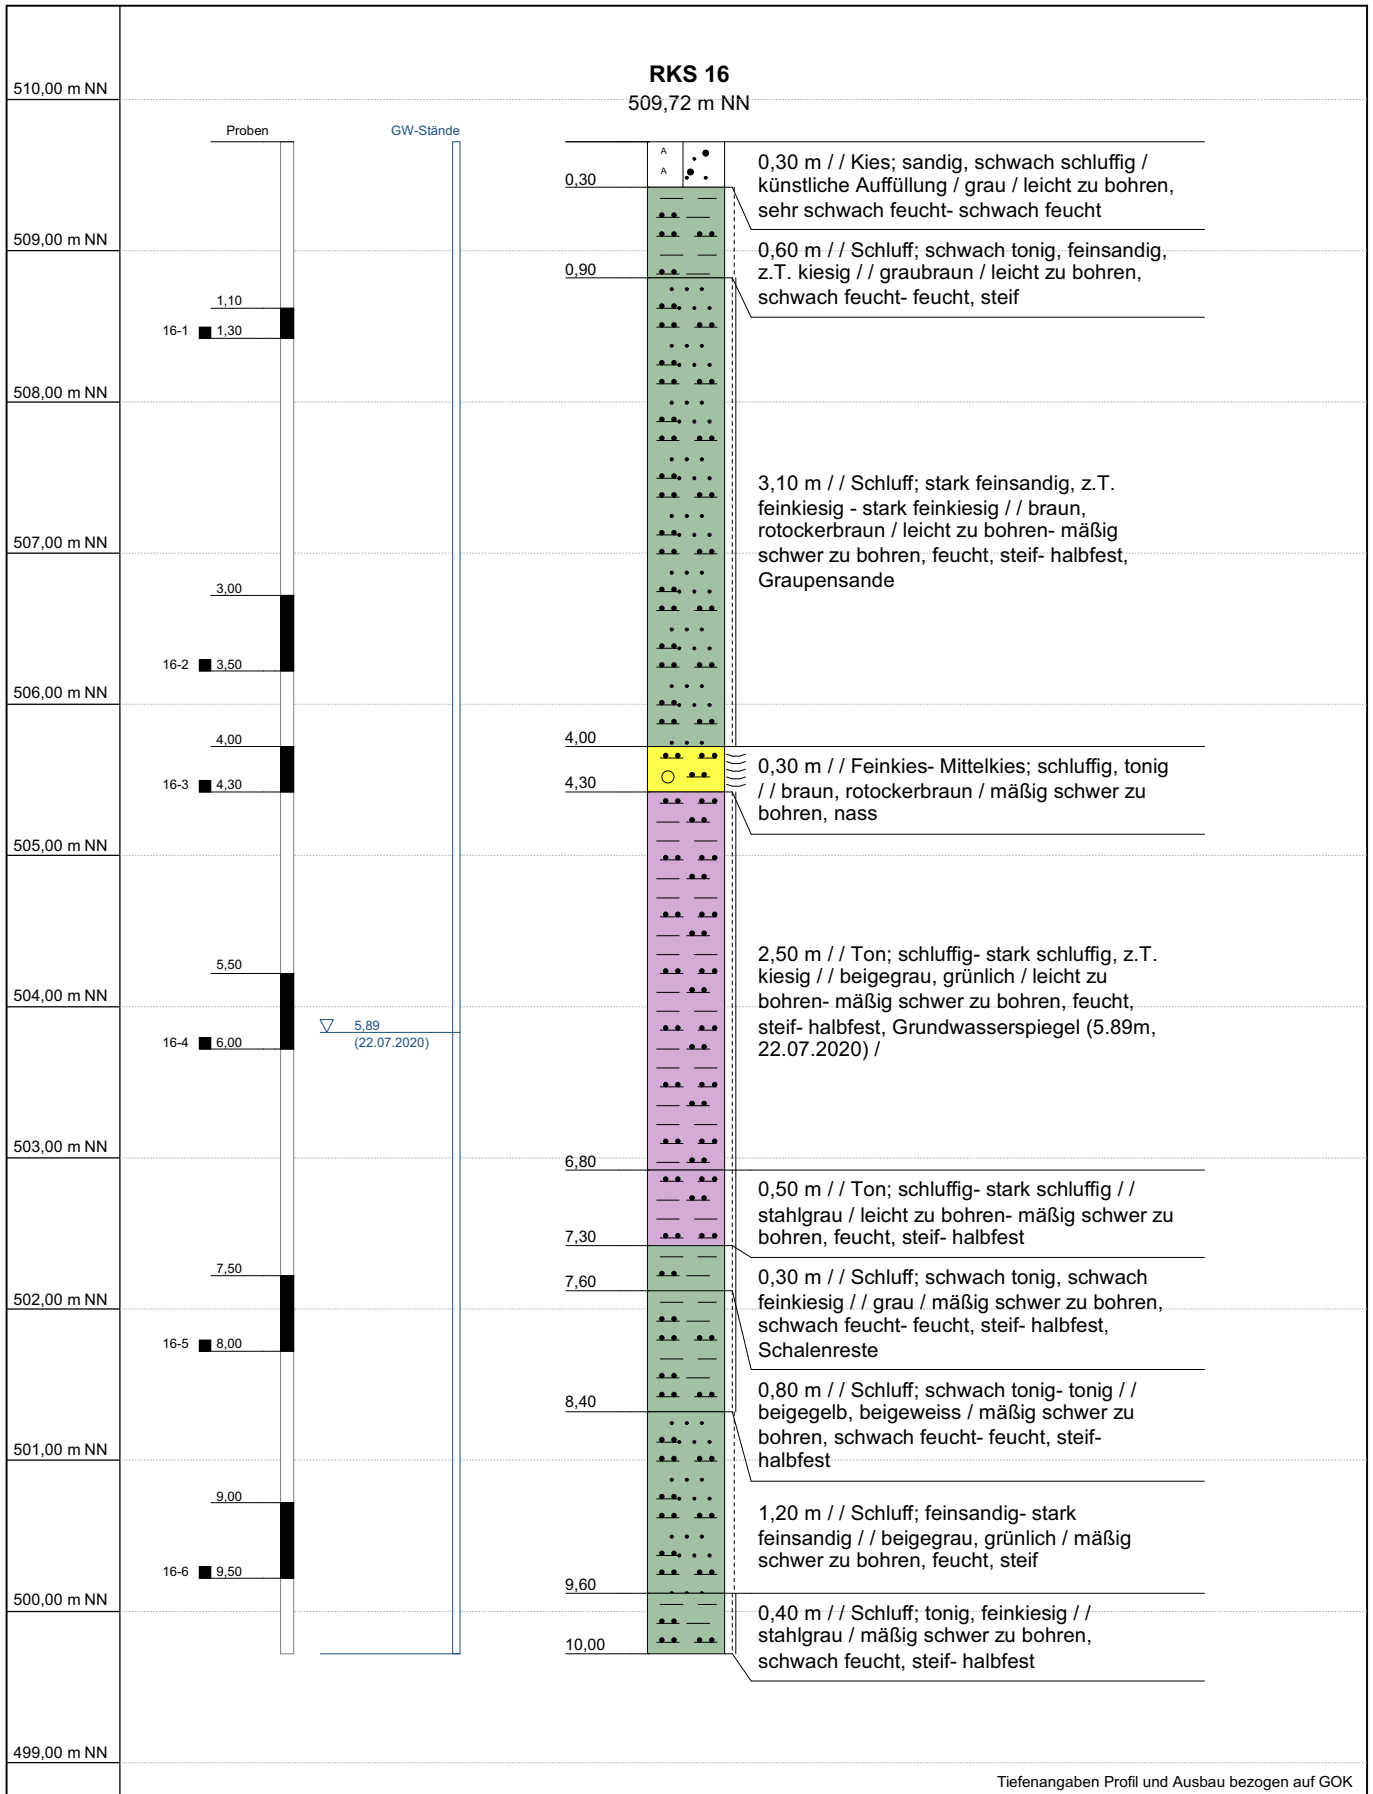 RKS 16
509,72 m NN
510,00 m NN
509,00 m NN
508,00 m NN
507,00 m NN
506,00 m NN
505,00 m NN
504,00 m NN
503,00 m NN
502,00 m NN
501,00 m NN
500,00 m NN
499,00 m NN
Proben
1,10
16-1 1,30
3,00
16-2 3,50
4,00
16-3 4,30
5,50
16-4 6,00
7,50
16-5 8,00
9,00
16-6 9,50
GW-Stände
5,89
(22.07.2020)
A
A
0,30
0,90
4,00
4,30
6,80
7,30
7,60
8,40
9,60
10,00
0,30 m / / Kies; sandig, schwach schluffig /
künstliche Auffüllung / grau / leicht zu bohren,
sehr schwach feucht- schwach feucht
0,60 m / / Schluff; schwach tonig, feinsandig,
z.T. kiesig / / graubraun / leicht zu bohren,
schwach feucht- feucht, steif
3,10 m / / Schluff; stark feinsandig, z.T.
feinkiesig - stark feinkiesig / / braun,
rotockerbraun / leicht zu bohren- mäßig
schwer zu bohren, feucht, steif- halbfest,
Graupensande
0,30 m / / Feinkies- Mittelkies; schluffig, tonig
/ / braun, rotockerbraun / mäßig schwer zu
bohren, nass
2,50 m / / Ton; schluffig- stark schluffig, z.T.
kiesig / / beigegrau, grünlich / leicht zu
bohren- mäßig schwer zu bohren, feucht,
steif- halbfest, Grundwasserspiegel (5.89m,
22.07.2020) /
0,50 m / / Ton; schluffig- stark schluffig / /
stahlgrau / leicht zu bohren- mäßig schwer zu
bohren, feucht, steif- halbfest
0,30 m / / Schluff; schwach tonig, schwach
feinkiesig / / grau / mäßig schwer zu bohren,
schwach feucht- feucht, steif- halbfest,
Schalenreste
0,80 m / / Schluff; schwach tonig- tonig / /
beigegelb, beigeweiss / mäßig schwer zu
bohren, schwach feucht- feucht, steif-
halbfest
1,20 m / / Schluff; feinsandig- stark
feinsandig / / beigegrau, grünlich / mäßig
schwer zu bohren, feucht, steif
0,40 m / / Schluff; tonig, feinkiesig / /
stahlgrau / mäßig schwer zu bohren,
schwach feucht, steif- halbfest
Tiefenangaben Profil und Ausbau bezogen auf GOK